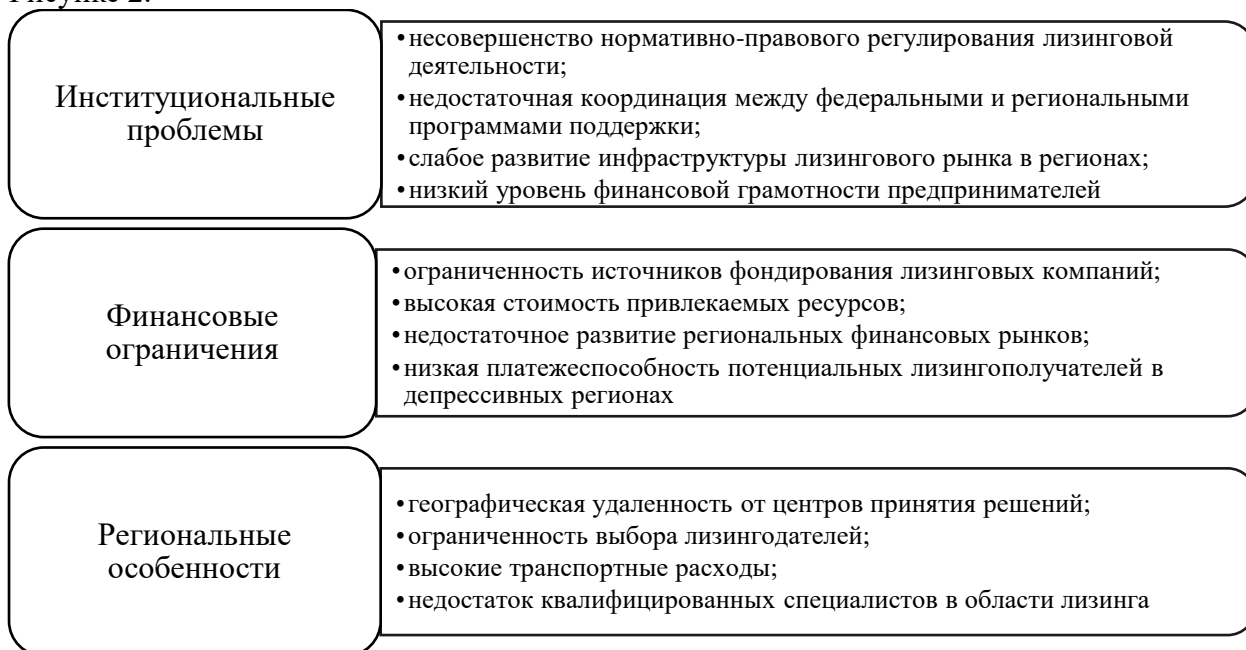 Рисунке 2.
Институциональные
проблемы
•несовершенство нормативно-правового регулирования лизинговой
деятельности;
•недостаточная координация между федеральными и региональными
программами поддержки;
•слабое развитие инфраструктуры лизингового рынка в регионах;
•низкий уровень финансовой грамотности предпринимателей
Финансовые
ограничения
•ограниченность источников фондирования лизинговых компаний;
•высокая стоимость привлекаемых ресурсов;
•недостаточное развитие региональных финансовых рынков;
•низкая платежеспособность потенциальных лизингополучателей в
депрессивных регионах
Региональные
особенности
•географическая удаленность от центров принятия решений;
•ограниченность выбора лизингодателей;
•высокие транспортные расходы;
•недостаток квалифицированных специалистов в области лизинга